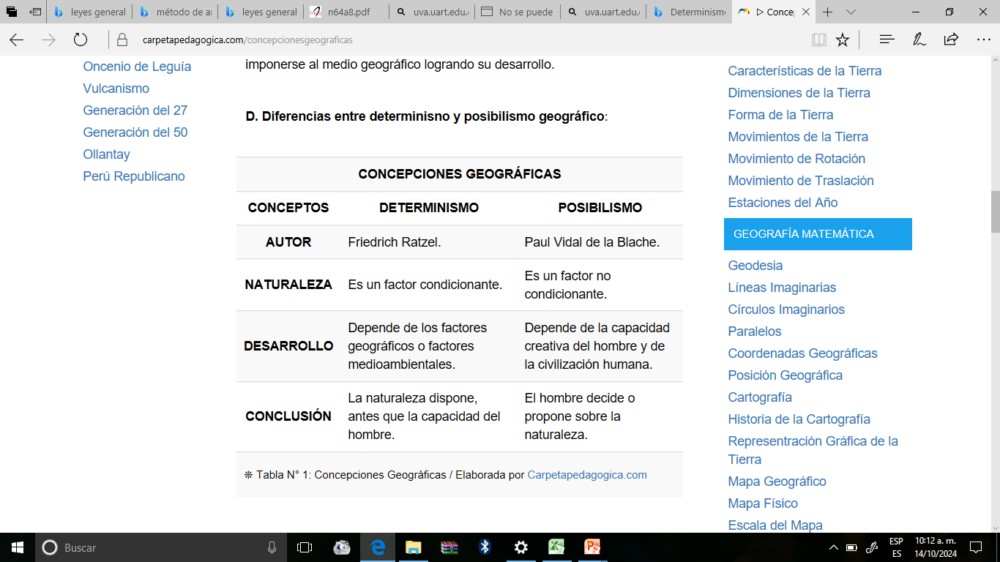 leyes general
método de ar
leyes general
n64a8.pdf
uva.uart.edu.c
No se puede
uva.uart.edu.c
Determinismo
▷ Concep
carpetapedagogica.com/concepcionesgeograficas
Oncenio de Leguía
Vulcanismo
Generación del 27
Generación del 50
Ollantay
Perú Republicano
imponerse al medio geográfico logrando su desarrollo.
D. Diferencias entre determinisno y posibilismo geográfico:
CONCEPCIONES GEOGRÁFICAS
CONCEPTOS DETERMINISMO POSIBILISMO
AUTOR Friedrich Ratzel. Paul Vidal de la Blache.
NATURALEZA Es un factor condicionante. Es un factor no
condicionante.
DESARROLLO Depende de los factores
geográficos o factores
medioambientales.
Depende de la capacidad
creativa del hombre y de
la civilización humana.
CONCLUSIÓN La naturaleza dispone,
antes que la capacidad del
hombre.
El hombre decide o
propone sobre la
naturaleza.
❊ Tabla N° 1: Concepciones Geográficas / Elaborada por Carpetapedagogica.com
Características de la Tierra
Dimensiones de la Tierra
Forma de la Tierra
Movimientos de la Tierra
Movimiento de Rotación
Movimiento de Traslación
Estaciones del Año
GEOGRAFÍA MATEMÁTICA
Geodesia
Líneas Imaginarias
Círculos Imaginarios
Paralelos
Coordenadas Geográficas
Posición Geográfica
Cartografía
Historia de la Cartografía
Representración Gráfica de la
Tierra
Mapa Geográfico
Mapa Físico
Escala del Mapa
Buscar
ESP
ES
10:12 a. m.
14/10/2024